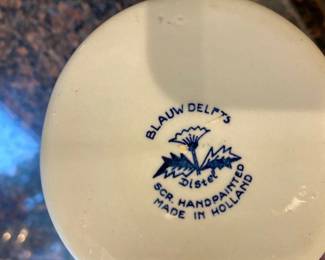 BLAUW DELFTS
Distel
SCR. HANDPAINTED
MADE IN HOLLAND